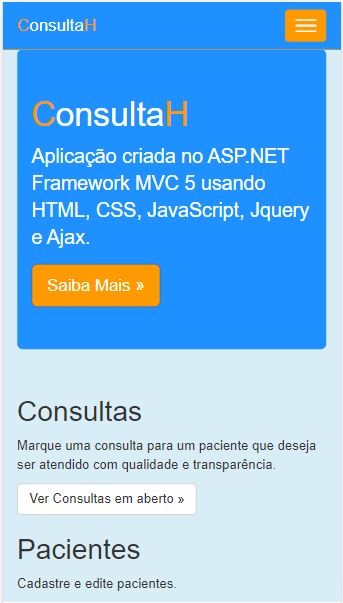 ConsultaH
ConsultaH
Aplicação criada no ASP.NET
Framework MVC 5 usando
HTML, CSS, JavaScript, Jquery
e Ajax.
Saiba Mais »
Consultas
Marque uma consulta para um paciente que deseja
ser atendido com qualidade e transparência.
Ver Consultas em aberto »
Pacientes
Cadastre e edite pacientes.